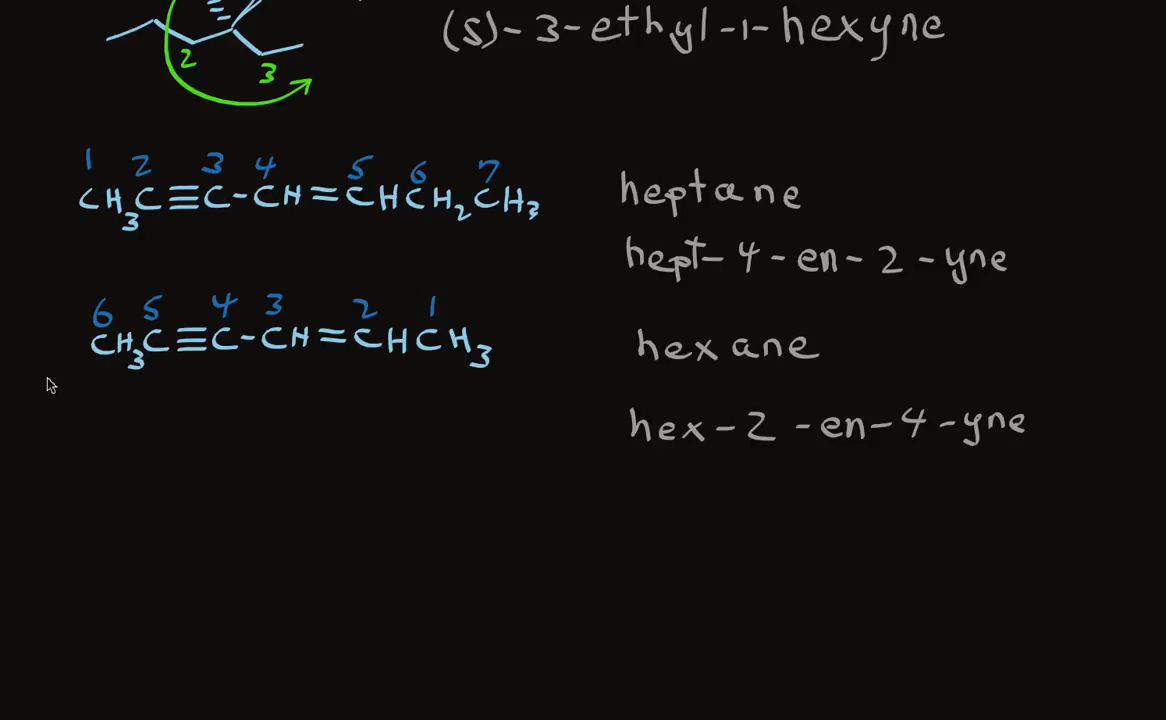 (s)-3-ethyl-1-hexyne
2
3
1 2 3 4 5 6 7
CH3C≡C-CH=CHCH2CH3
heptane
hept-4-en-2-yne
6 5 4 3 2 1
CH3C≡C-CH=CHCH3
hexane
hex-2-en-4-yne